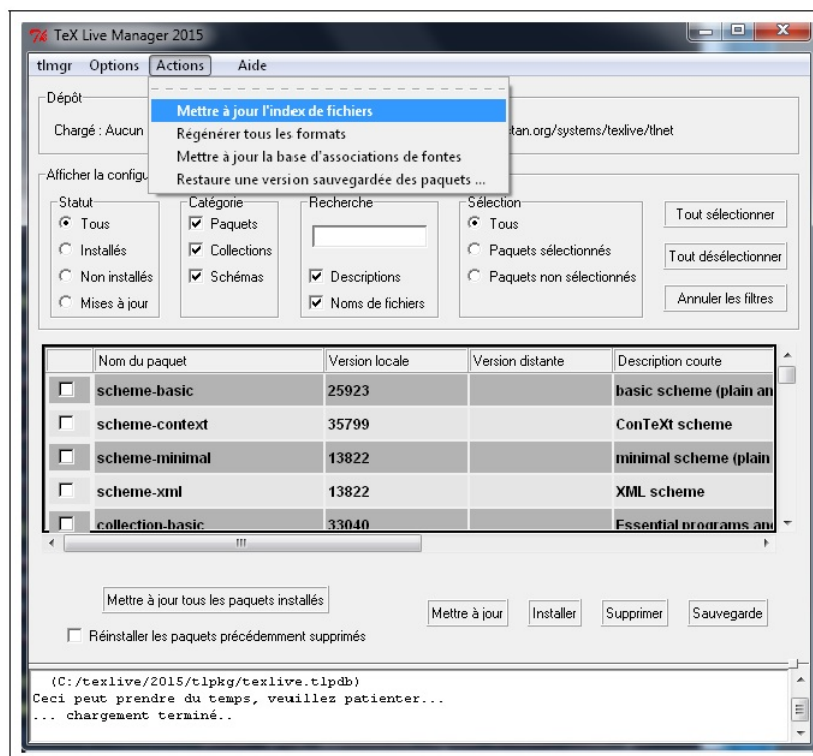 TeX Live Manager 2015
tlmgr Options Actions Aide
Dépôt
Mettre à jour l'index de fichiers
Chargé : Aucun
Régénérer tous les formats
tan.org/systems/texlive/tlnet
Mettre à jour la base d'associations de fontes
Restaure une version sauvegardée des paquets ...
Afficher la configu
Statut
Tous
Installés
Non installés
Mises à jour
Catégorie
Paquets
Collections
Schémas
Recherche
Descriptions
Noms de fichiers
Sélection
Tous
Paquets sélectionnés
Paquets non sélectionnés
Tout sélectionner
Tout désélectionner
Annuler les filtres
Nom du paquet Version locale Version distante Description courte
scheme-basic 25923 basic scheme (plain an
scheme-context 35799 ConTeXt scheme
scheme-minimal 13822 minimal scheme (plain
scheme-xml 13822 XML scheme
collection-basic 33040 Essential programs an
Mettre à jour tous les paquets installés
Réinstaller les paquets précédemment supprimés
Mettre à jour Installer Supprimer Sauvegarde
(C:/texlive/2015/tlpkg/texlive.tlpdb)
Ceci peut prendre du temps, veuillez patienter...
... chargement terminé..